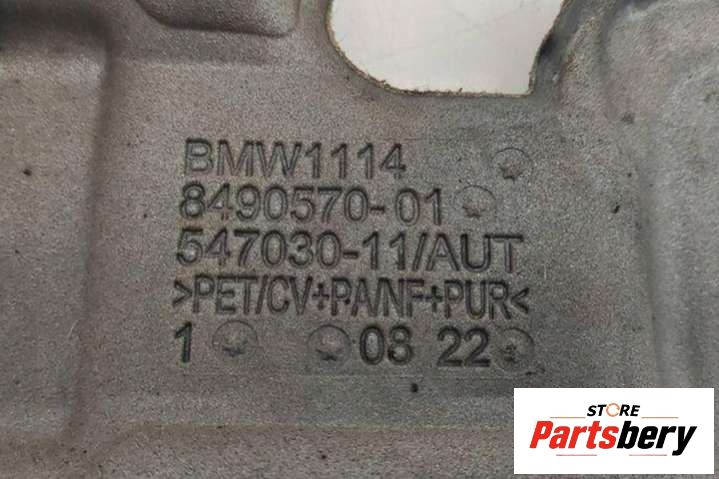 BMW1114
8490570-01
547030-11/AUT
>PET/CV+PA/NF+PUR<
1 08 22
STORE
Partsbery